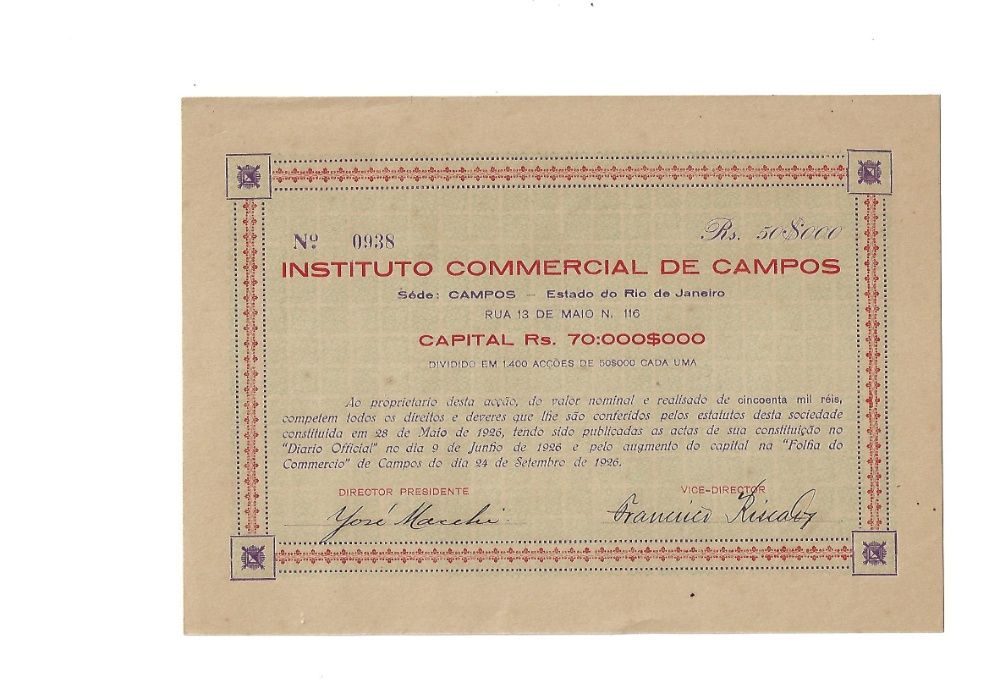 Nº 0938
Rs. 50$000
INSTITUTO COMMERCIAL DE CAMPOS
Séde: CAMPOS — Estado do Rio de Janeiro
RUA 13 DE MAIO N. 116
CAPITAL Rs. 70:000$000
DIVIDIDO EM 1.400 ACÇÕES DE 50$000 CADA UMA
Ao proprietario desta acção, do valor nominal e realisado de cincoenta mil réis,
competem todos os direitos e deveres que lhe são conferidos pelos estatutos desta sociedade
constituida em 28 de Maio de 1926, tendo sido publicadas as actas de sua constituição no
"Diario Official" no dia 9 de Junho de 1926 e pelo augmento do capital na "Folha do
Commercio" de Campos do dia 24 de Setembro de 1926.
DIRECTOR PRESIDENTE
VICE-DIRECTOR
José Macchi
Francisco